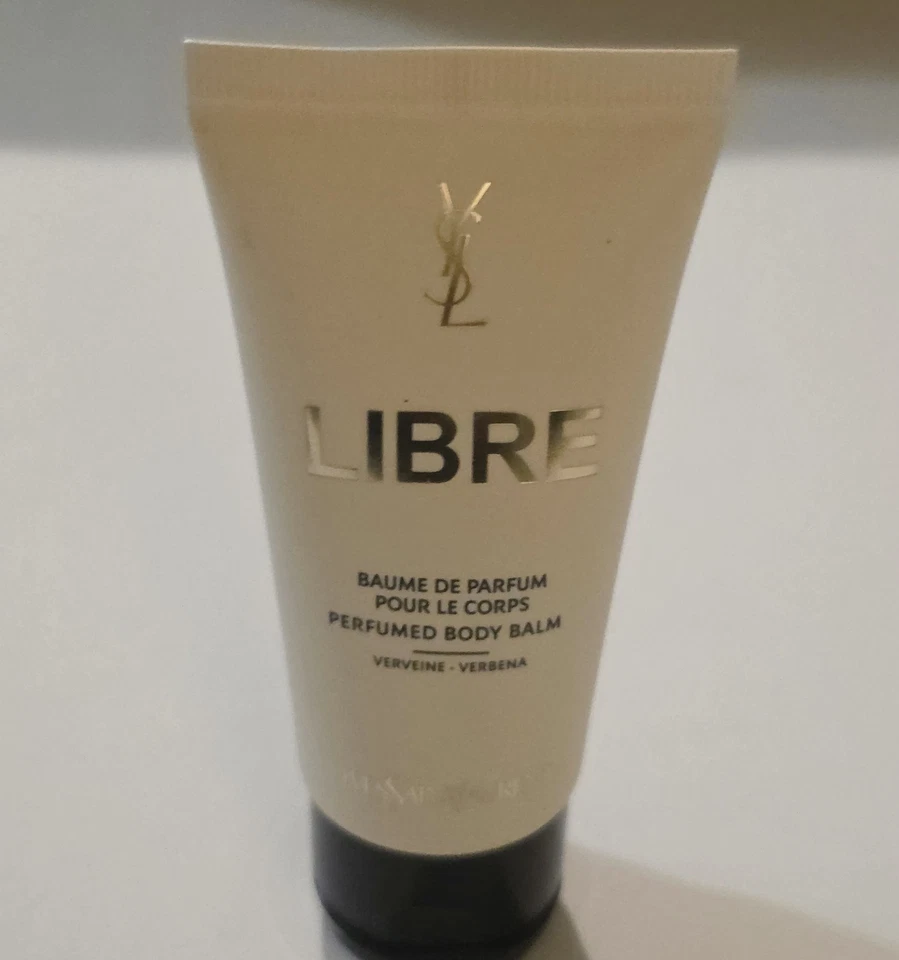 YSL
LIBRE
BAUME DE PARFUM
POUR LE CORPS
PERFUMED BODY BALM
VERVEINE - VERBENA